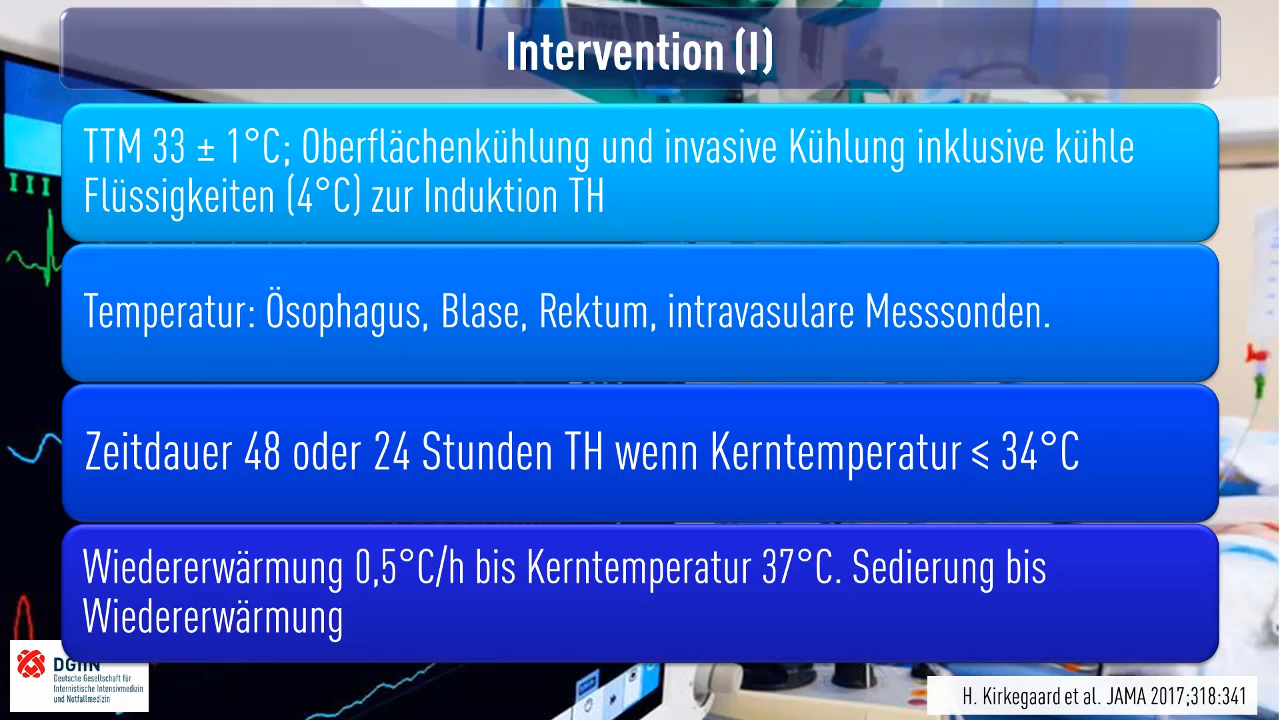 Intervention (I)
TTM 33 ± 1°C; Oberflächenkühlung und invasive Kühlung inklusive kühle
Flüssigkeiten (4°C) zur Induktion TH
Temperatur: Ösophagus, Blase, Rektum, intravasulare Messsonden.
Zeitdauer 48 oder 24 Stunden TH wenn Kerntemperatur ≤ 34°C
Wiedererwärmung 0,5°C/h bis Kerntemperatur 37°C. Sedierung bis
Wiedererwärmung
III
DGIIN
Deutsche Gesellschaft für
Internistische Intensivmedizin
und Notfallmedizin
H. Kirkegaard et al. JAMA 2017;318:341